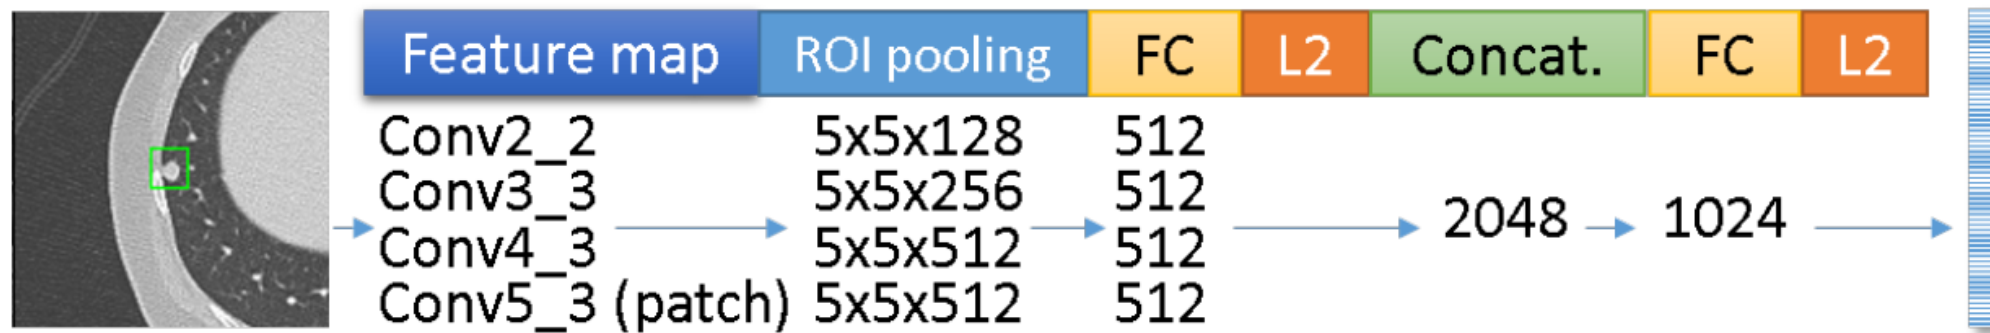 Feature map ROI pooling FC L2 Concat. FC L2
Conv2_2 5x5x128 512
Conv3_3 5x5x256 512
2048 1024
Conv4_3 5x5x512 512
Conv5_3 (patch) 5x5x512 512